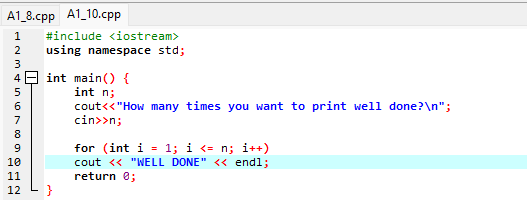 A1_8.cpp A1_10.cpp
1 #include <iostream>
2 using namespace std;
3
4 int main() {
5 int n;
6 cout<<"How many times you want to print well done?\n";
7 cin>>n;
8
9 for (int i = 1; i <= n; i++)
10 cout << "WELL DONE" << endl;
11 return 0;
12 }